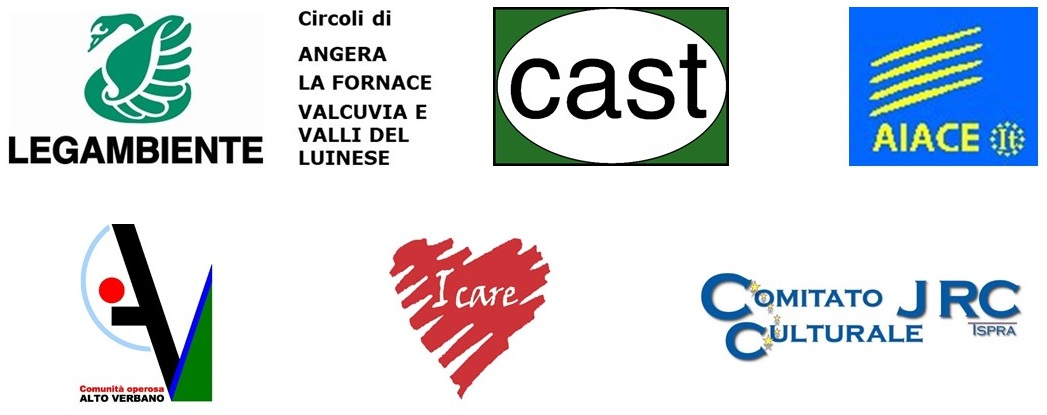 LEGAMBIENTE
Circoli di
ANGERA
LA FORNACE
VALCUVIA E
VALLI DEL
LUINESE
cast
AIACE It
Comunità operosa
ALTO VERBANO
I care
COMITATO
CULTURALE
JRC
ISPRA